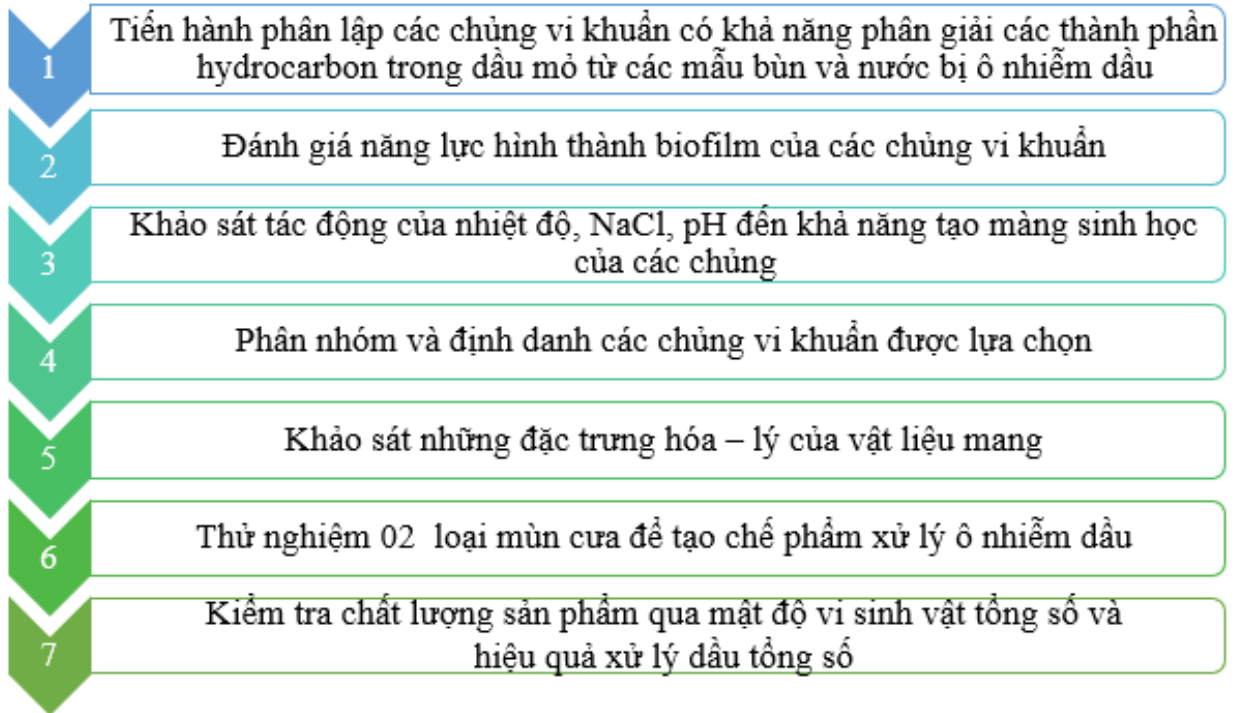 1
Tiến hành phân lập các chủng vi khuẩn có khả năng phân giải các thành phần
hydrocarbon trong dầu mỏ từ các mẫu bùn và nước bị ô nhiễm dầu
2
Đánh giá năng lực hình thành biofilm của các chủng vi khuẩn
3
Khảo sát tác động của nhiệt độ, NaCl, pH đến khả năng tạo màng sinh học
của các chủng
4
Phân nhóm và định danh các chủng vi khuẩn được lựa chọn
5
Khảo sát những đặc trưng hóa – lý của vật liệu mang
6
Thử nghiệm 02 loại mùn cưa để tạo chế phẩm xử lý ô nhiễm dầu
7
Kiểm tra chất lượng sản phẩm qua mật độ vi sinh vật tổng số và
hiệu quả xử lý dầu tổng số